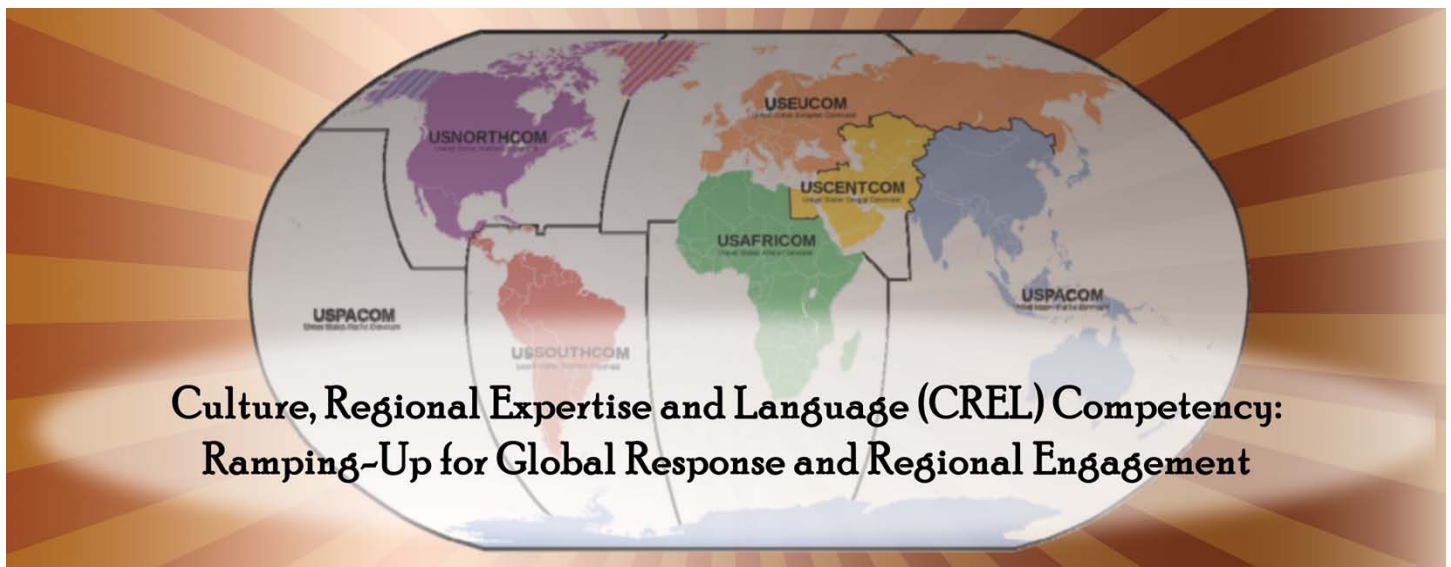 USEUCOM
USNORTHCOM
USCENTCOM
USAFRICOM
USPACOM
USPACOM
USSOUTHCOM
Culture, Regional Expertise and Language (CREL) Competency:
Ramping-Up for Global Response and Regional Engagement